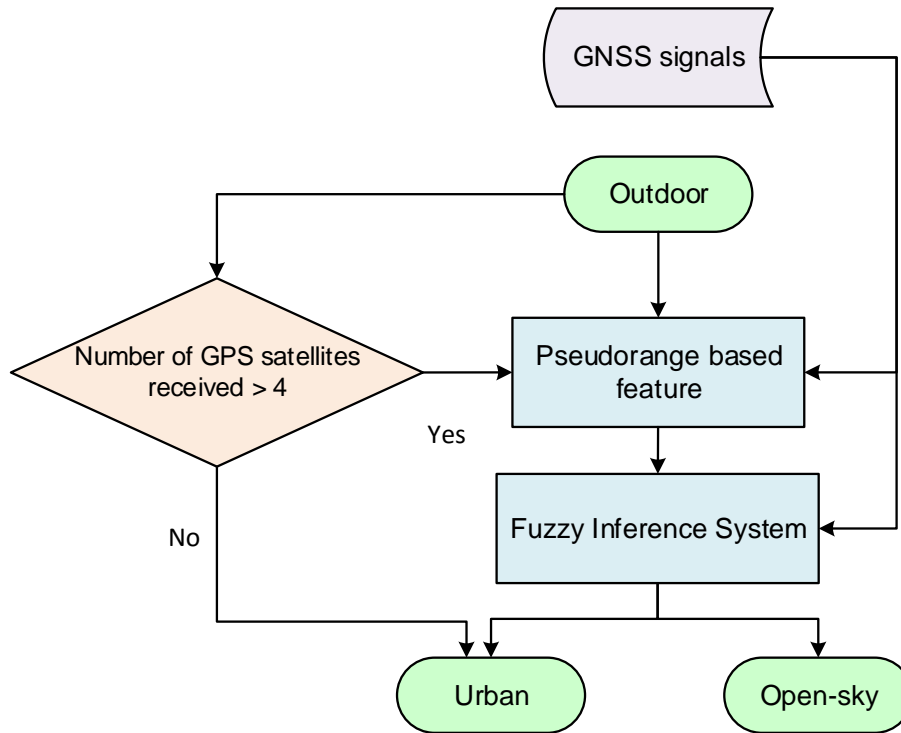 GNSS signals
Outdoor
Number of GPS satellites
received > 4
Pseudorange based
feature
Yes
Fuzzy Inference System
No
Urban
Open-sky